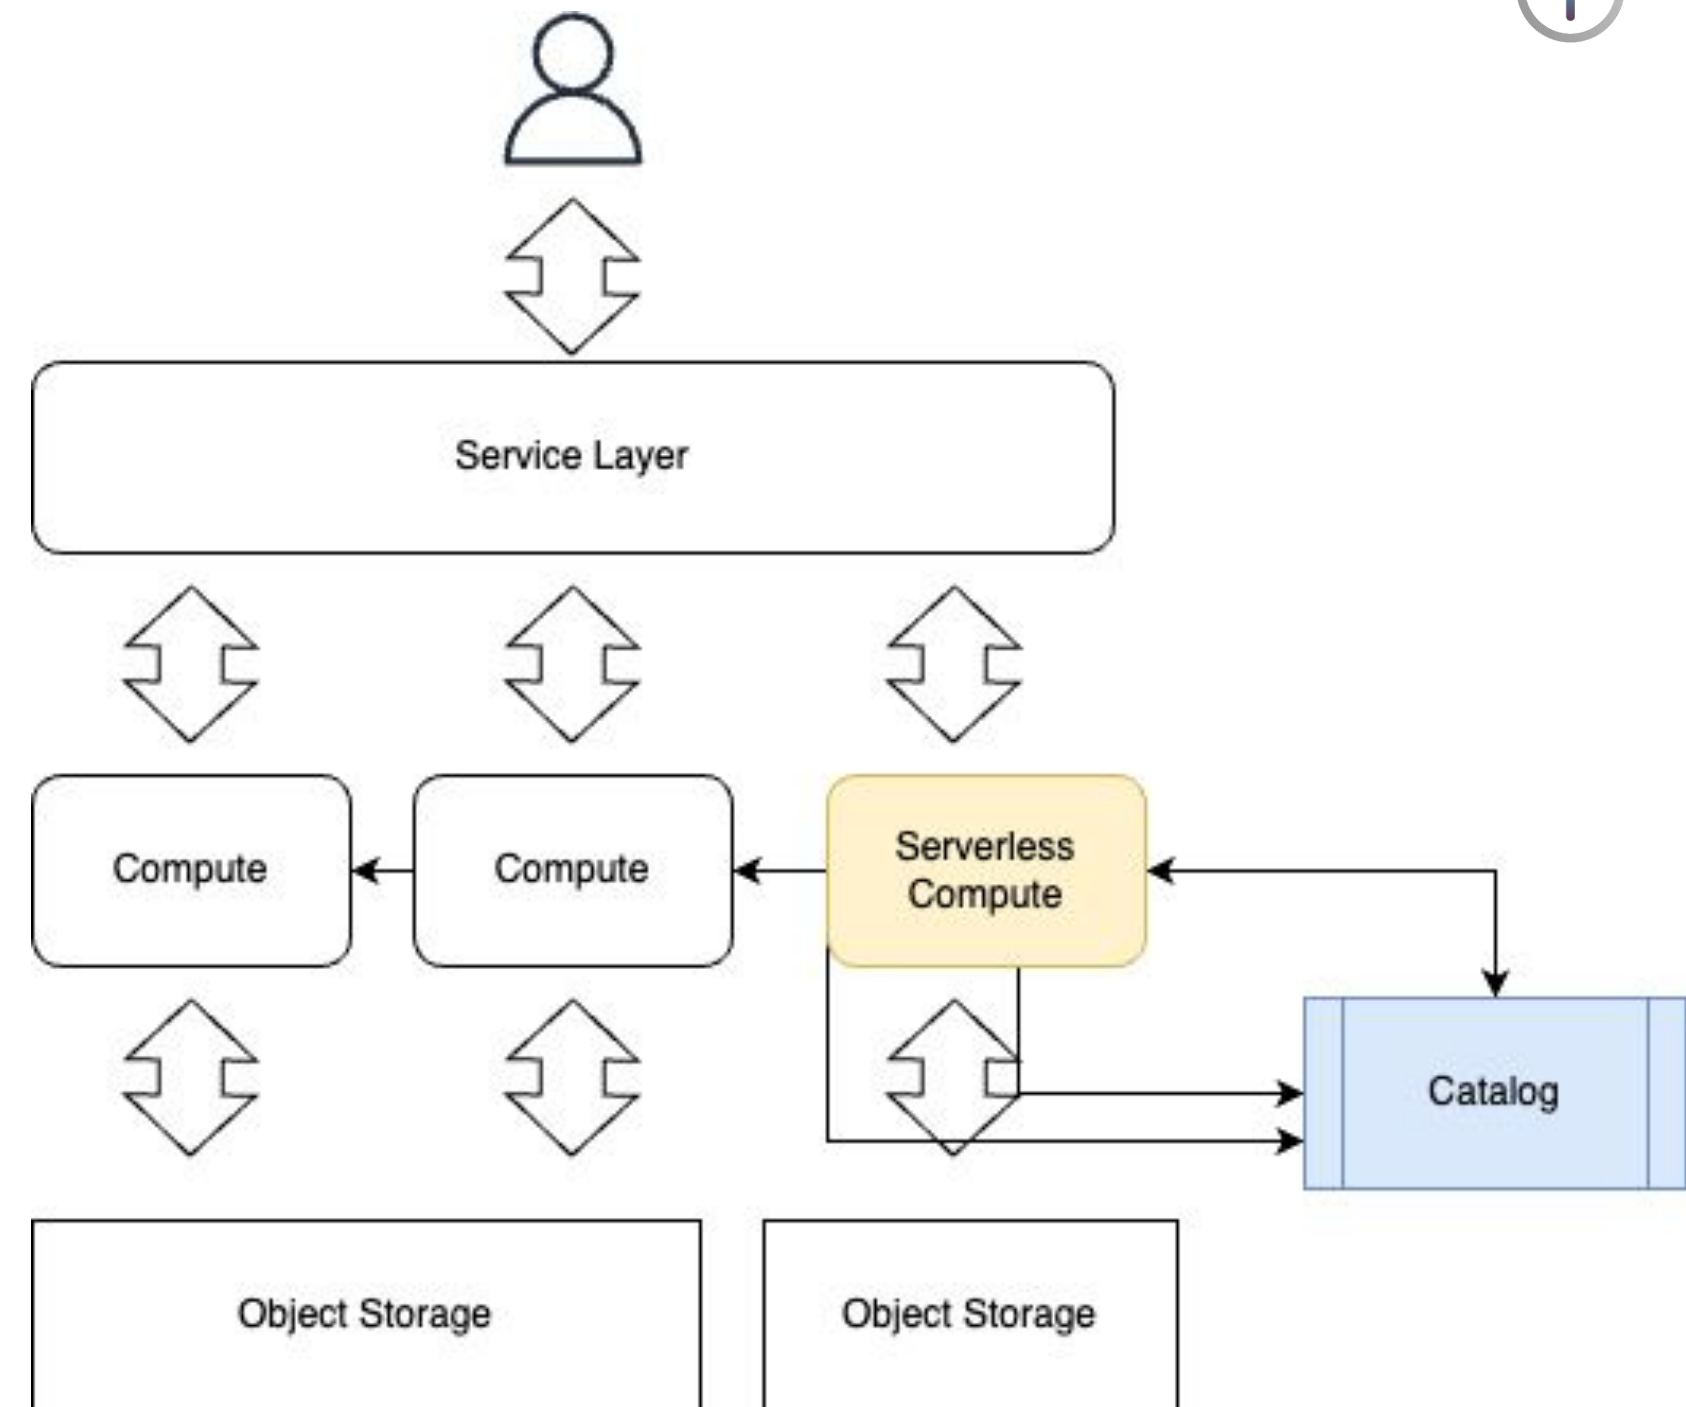 Service Layer
Compute
Compute
Serverless
Compute
Catalog
Object Storage
Object Storage